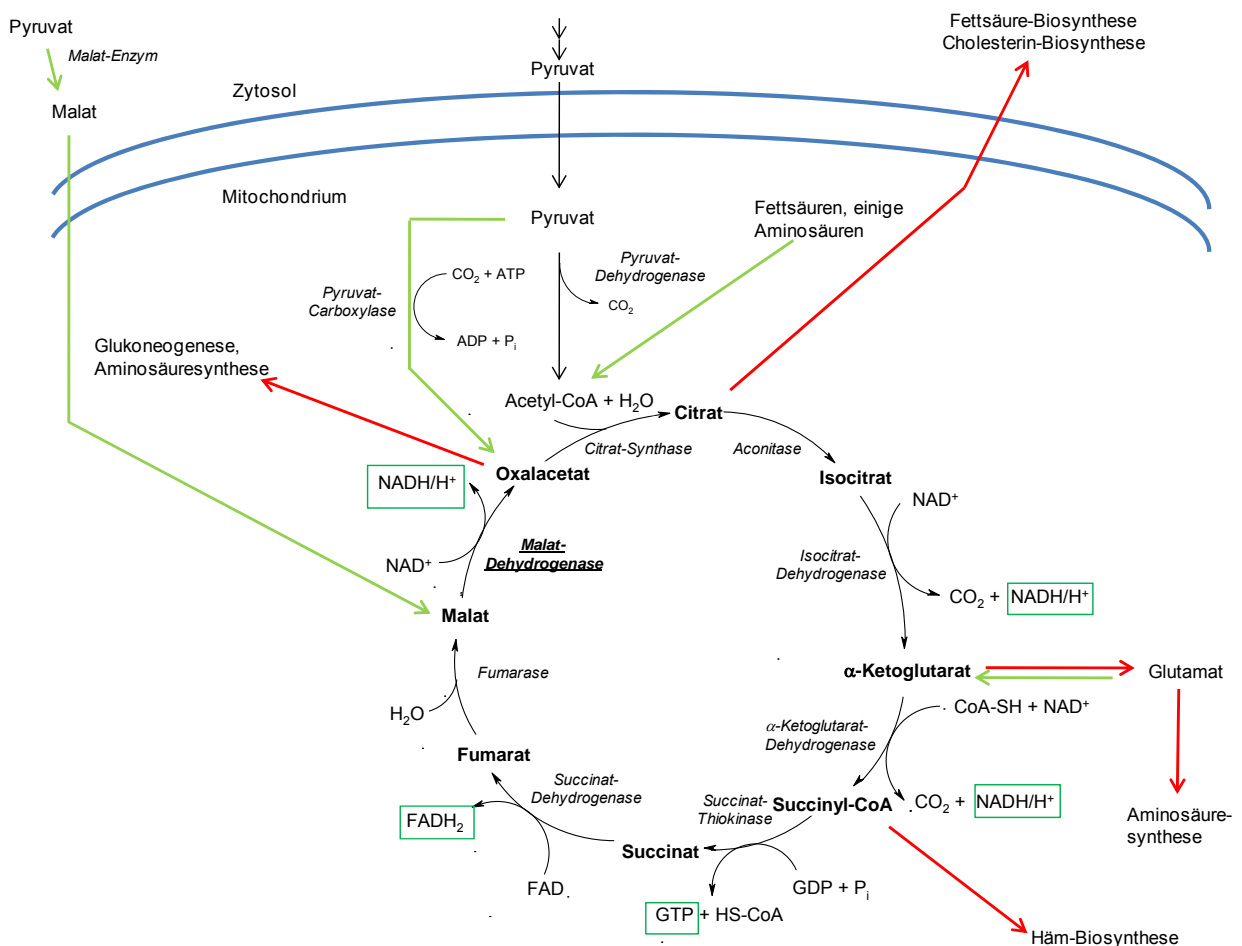 Pyruvat
Malat-Enzym
Malat
Zytosol
Pyruvat
Fettsäure-Biosynthese
Cholesterin-Biosynthese
Mitochondrium
Pyruvat
Fettsäuren, einige
Aminosäuren
Pyruvat-
Dehydrogenase
CO₂
CO₂ + ATP
Pyruvat-
Carboxylase
ADP + Pᵢ
Glukoneogenese,
Aminosäuresynthese
Acetyl-CoA + H₂O
Citrat
Citrat-Synthase
Aconitase
Oxalacetat
Isocitrat
NADH/H⁺
NAD⁺
NAD⁺
Malat-
Dehydrogenase
Isocitrat-
Dehydrogenase
CO₂ + NADH/H⁺
Malat
α-Ketoglutarat
Glutamat
Fumarase
H₂O
CoA-SH + NAD⁺
α-Ketoglutarat-
Dehydrogenase
Fumarat
Succinat-
Dehydrogenase
Succinat-
Thiokinase
Succinyl-CoA
CO₂ + NADH/H⁺
Aminosäure-
synthese
FADH₂
Succinat
FAD
GDP + Pᵢ
GTP + HS-CoA
Häm-Biosynthese